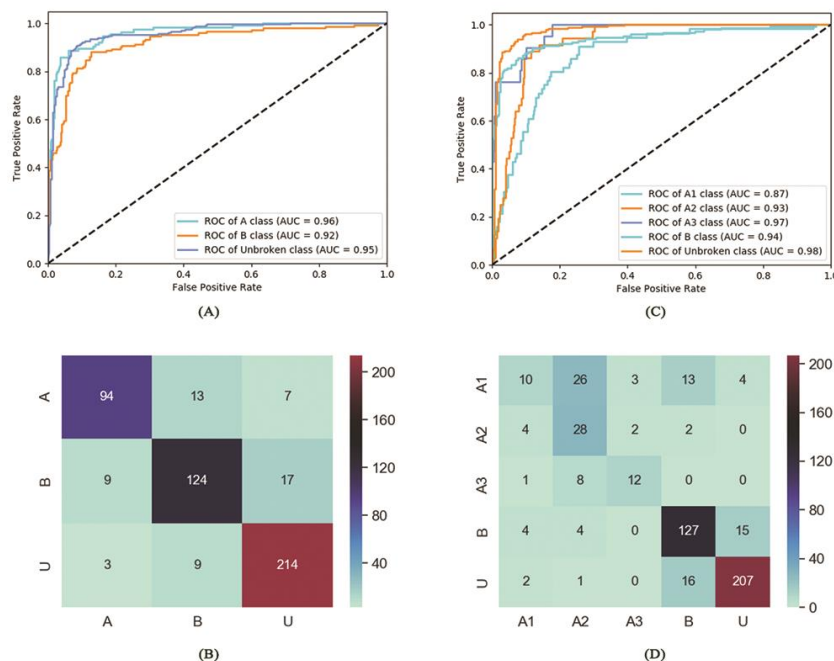 1.0
0.8
0.6
0.4
0.2
0.0
True Positive Rate
ROC of A class (AUC = 0.96)
ROC of B class (AUC = 0.92)
ROC of Unbroken class (AUC = 0.95)
0.0 0.2 0.4 0.6 0.8 1.0
False Positive Rate
(A)
1.0
0.8
0.6
0.4
0.2
0.0
True Positive Rate
ROC of A1 class (AUC = 0.87)
ROC of A2 class (AUC = 0.93)
ROC of A3 class (AUC = 0.97)
ROC of B class (AUC = 0.94)
ROC of Unbroken class (AUC = 0.98)
0.0 0.2 0.4 0.6 0.8 1.0
False Positive Rate
(C)
A 94 13 7
B 9 124 17
U 3 9 214
A B U
200
160
120
80
40
(B)
A1 10 26 3 13 4
A2 4 28 2 2 0
A3 1 8 12 0 0
B 4 4 0 127 15
U 2 1 0 16 207
A1 A2 A3 B U
200
160
120
80
40
0
(D)